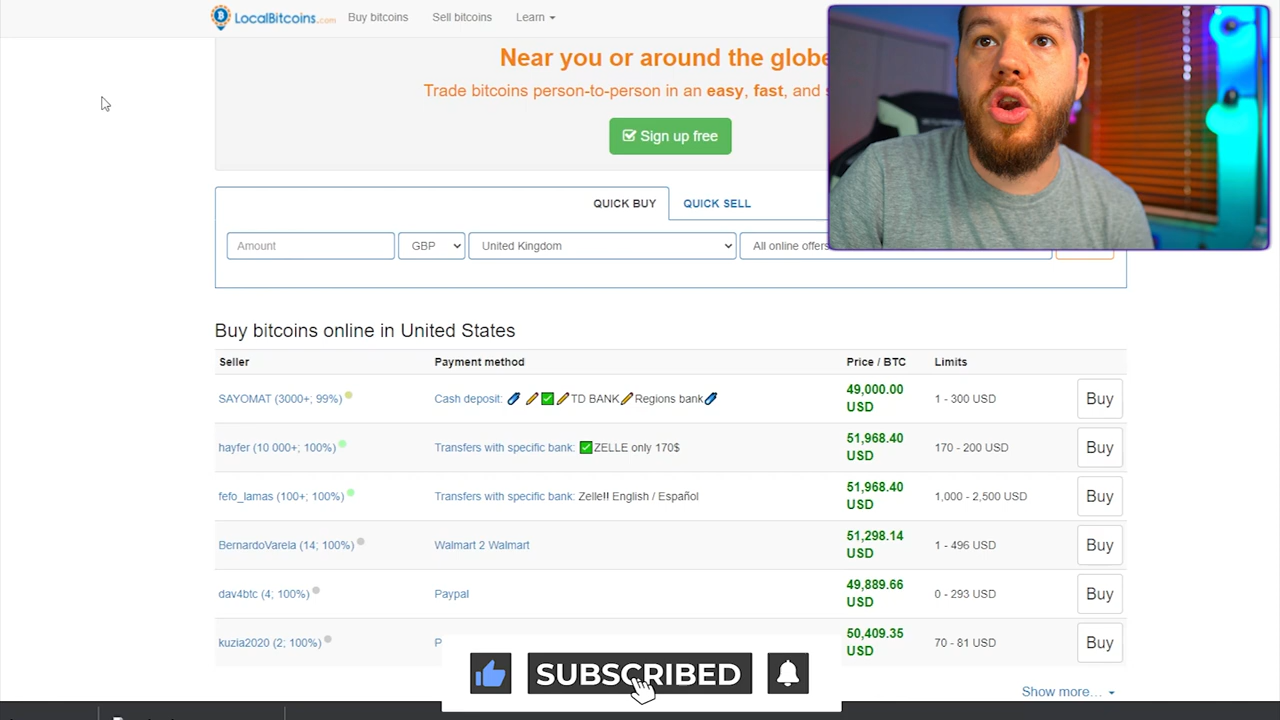 LocalBitcoins.com Buy bitcoins Sell bitcoins Learn
Near you or around the globe
Trade bitcoins person-to-person in an easy, fast, and
Sign up free
QUICK BUY QUICK SELL
Amount GBP United Kingdom All online offers
Buy bitcoins online in United States
Seller Payment method Price / BTC Limits
SAYOMAT (3000+; 99%) Cash deposit: ✅ TD BANK Regions bank 49,000.00 USD 1 - 300 USD Buy
hayfer (10 000+; 100%) Transfers with specific bank: ✅ZELLE only 170$ 51,968.40 USD 170 - 200 USD Buy
fefo_lamas (100+; 100%) Transfers with specific bank: Zelle!! English / Español 51,968.40 USD 1,000 - 2,500 USD Buy
BernardoVarela (14; 100%) Walmart 2 Walmart 51,298.14 USD 1 - 496 USD Buy
dav4btc (4; 100%) Paypal 49,889.66 USD 0 - 293 USD Buy
kuzia2020 (2; 100%) P 50,409.35 USD 70 - 81 USD Buy
SUBSCRIBED
Show more...